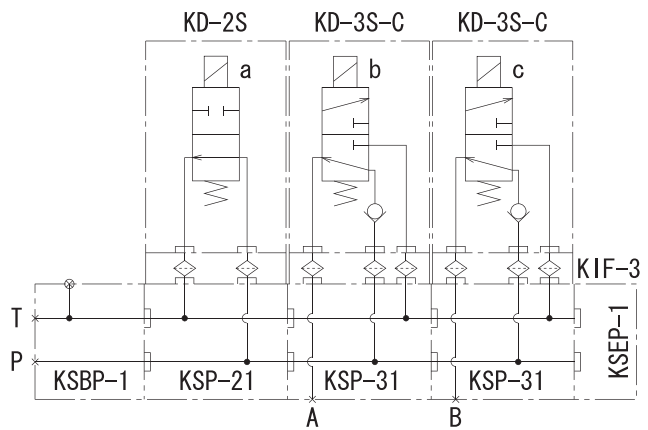 KD-2S KD-3S-C KD-3S-C
a b c
KIF-3
T
P
KSBP-1 KSP-21 KSP-31 KSP-31 KSEP-1
A B